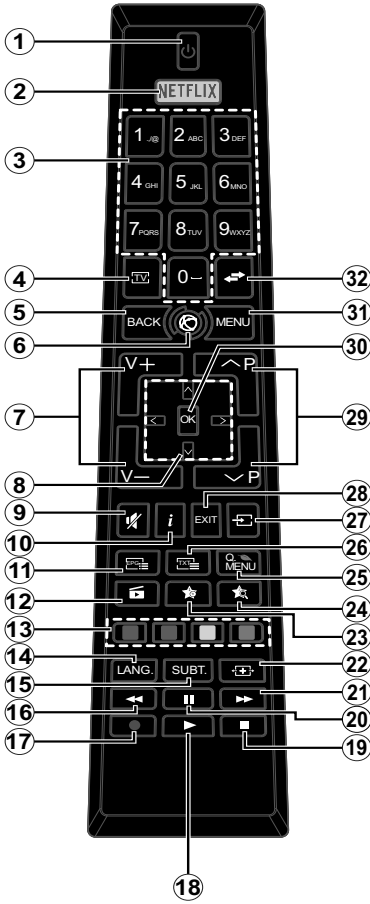 1
2
NETFLIX
1 ./@ 2 ABC 3 DEF
3
4 GHI 5 JKL 6 MNO
7 PQRS 8 TUV 9 WXYZ
4 TV 0 32
5 BACK MENU 31
6 30
V+ P
7 OK 29
8 V- P
9 28
i EXIT
10 27
EPG TXT Q. MENU 26
11 25
12 24
13 23
14 LANG. SUBT. 22
15 21
16 20
17 19
18